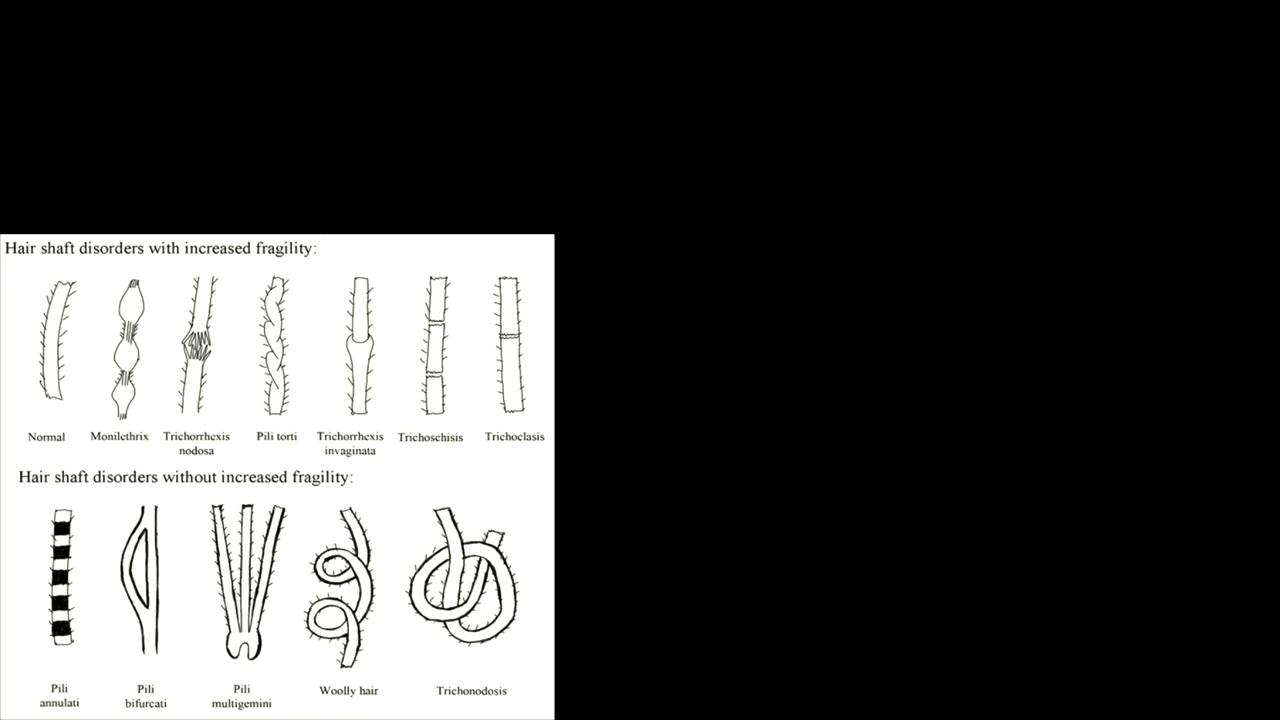 Hair shaft disorders with increased fragility:
Normal Monilethrix Trichorrhexis nodosa Pili torti Trichorrhexis invaginata Trichoschisis Trichoclasis
Hair shaft disorders without increased fragility:
Pili annulati Pili bifurcati Pili multigemini Woolly hair Trichonodosis